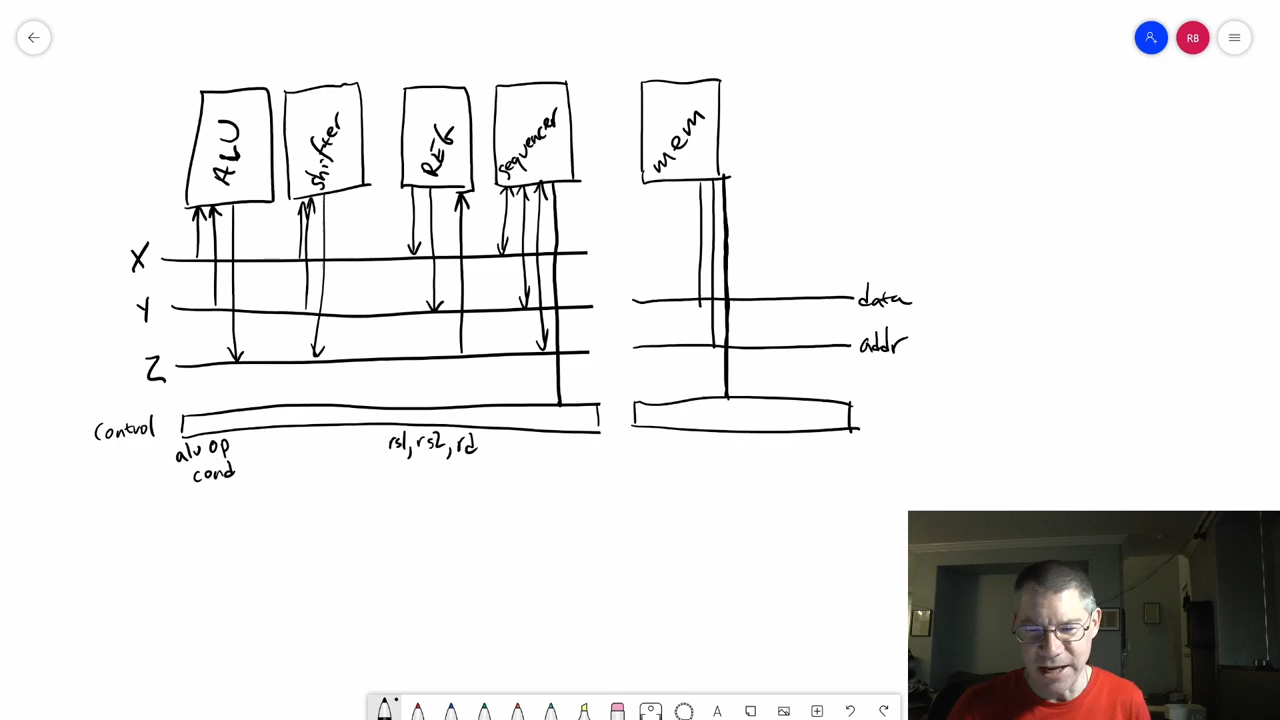 RB
ALU
shifter
REG
sequencer
mem
X
Y
Z
data
addr
control
alu op
cond
rs1, rs2, rd
A